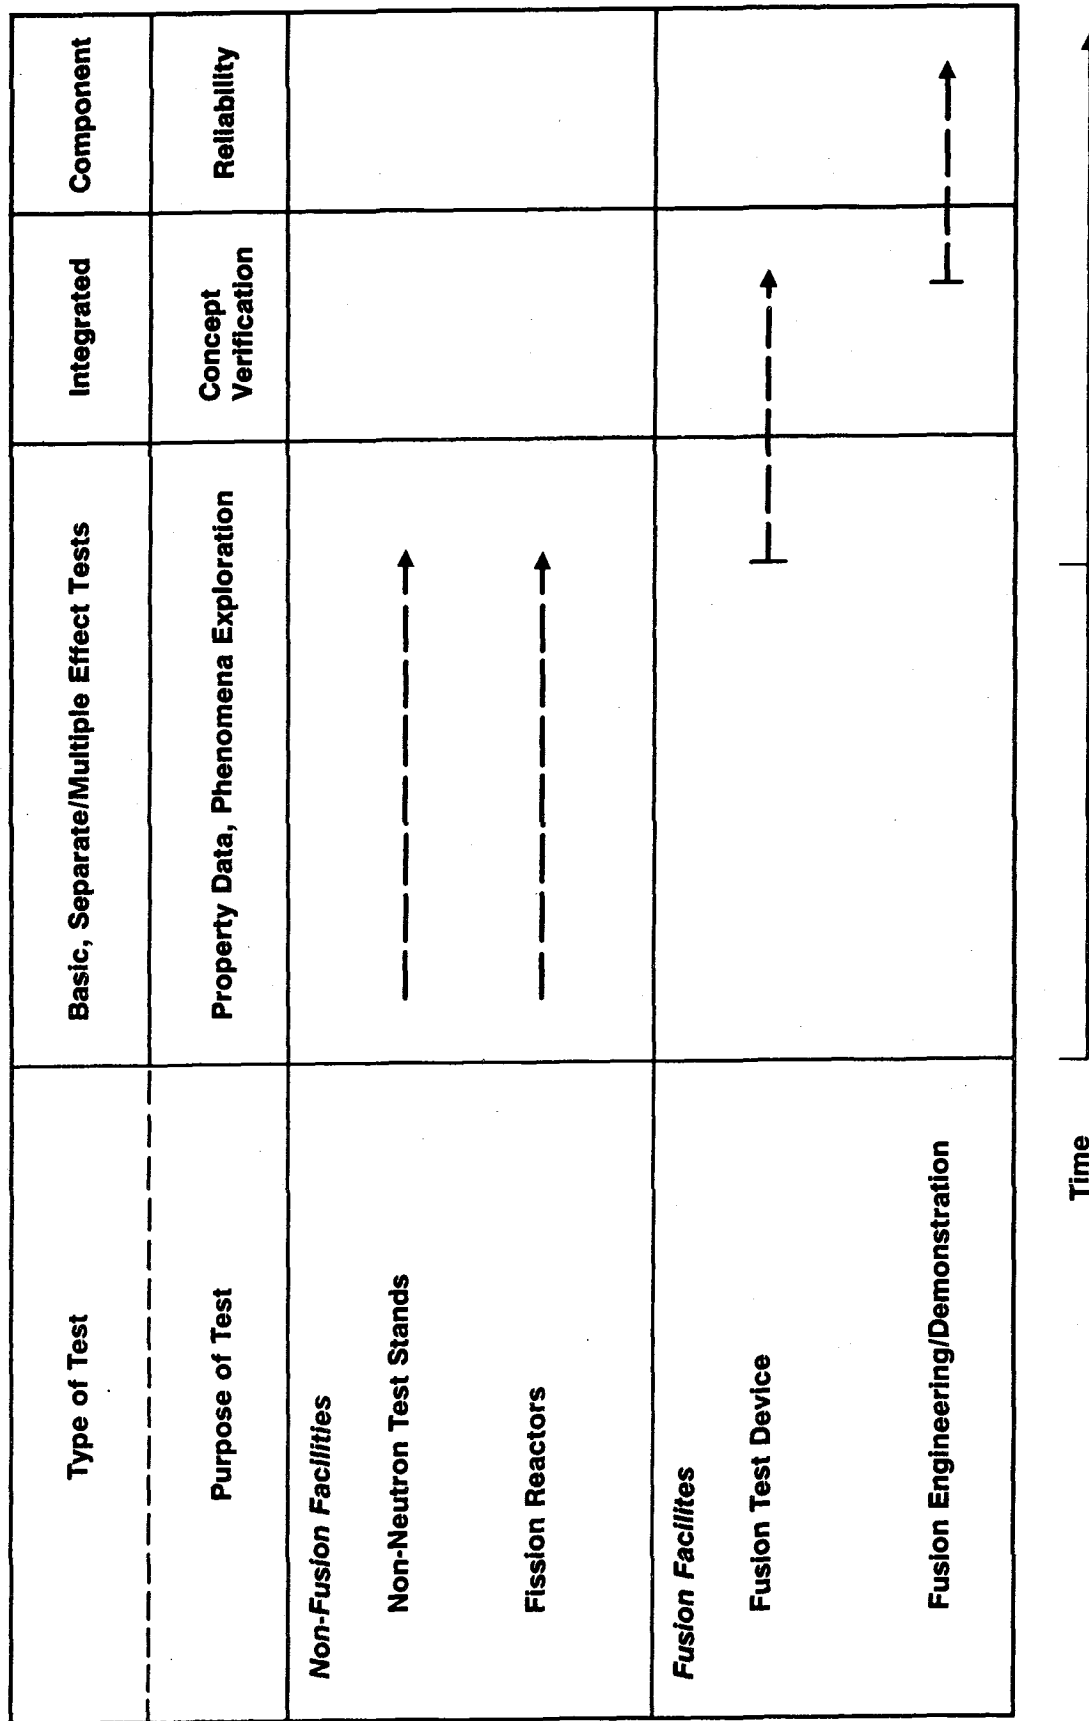 Type of Test
Basic, Separate/Multiple Effect Tests
Integrated
Component
Purpose of Test
Property Data, Phenomena Exploration
Concept
Verification
Reliability
Non-Fusion Facilities
Non-Neutron Test Stands
Fission Reactors
Fusion Facilites
Fusion Test Device
Fusion Engineering/Demonstration
Time